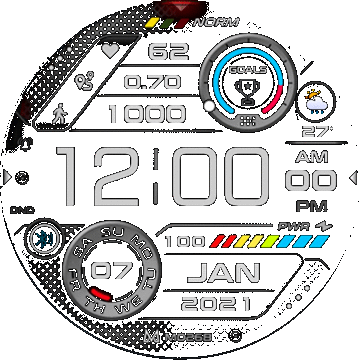 NORM
62
0.70
1000
GOALS
27°
12:00
AM
00
PM
DND
PWR
100
SA SU MO TU WE TH FR
07
JAN
2021